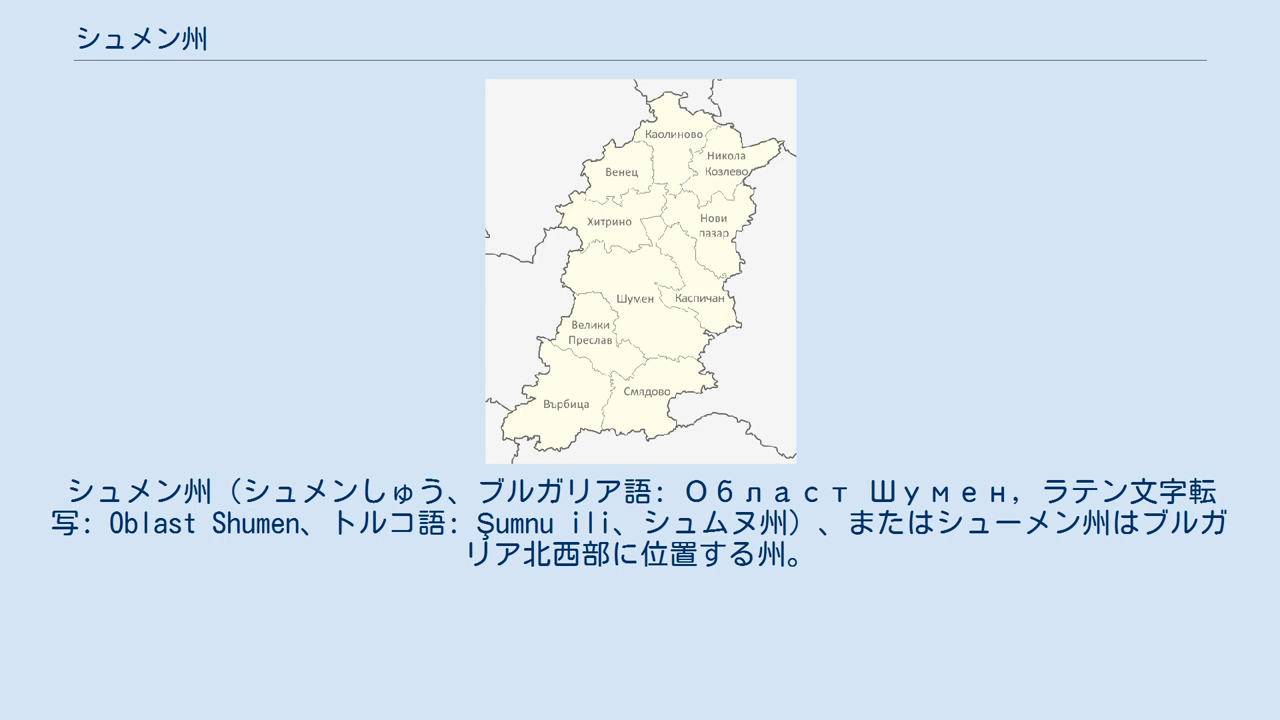 シュメン州
Каолиново
Никола
Козлево
Венец
Хитрино
Нови
пазар
Шумен
Каспичан
Велики
Преслав
Смядово
Върбица
シュメン州（シュメンしゅう、ブルガリア語: Област Шумен, ラテン文字転
写: Oblast Shumen、トルコ語: Şumnu ili、シュムヌ州）、またはシューメン州はブルガ
リア北西部に位置する州。